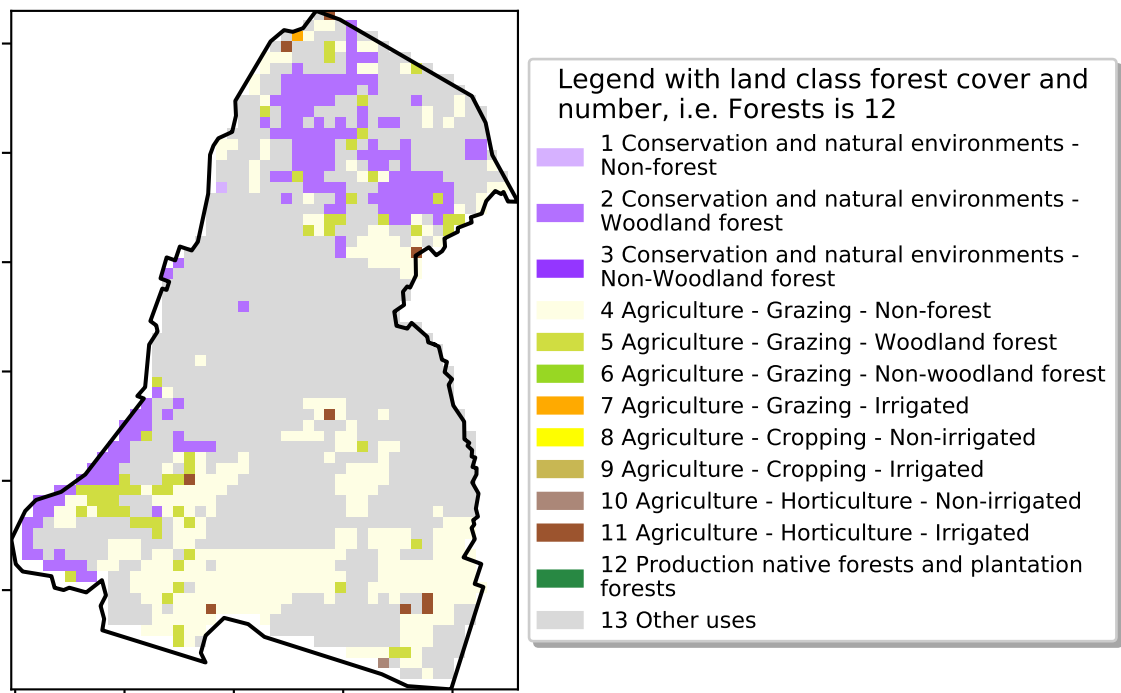 Legend with land class forest cover and
number, i.e. Forests is 12
1 Conservation and natural environments -
Non-forest
2 Conservation and natural environments -
Woodland forest
3 Conservation and natural environments -
Non-Woodland forest
4 Agriculture - Grazing - Non-forest
5 Agriculture - Grazing - Woodland forest
6 Agriculture - Grazing - Non-woodland forest
7 Agriculture - Grazing - Irrigated
8 Agriculture - Cropping - Non-irrigated
9 Agriculture - Cropping - Irrigated
10 Agriculture - Horticulture - Non-irrigated
11 Agriculture - Horticulture - Irrigated
12 Production native forests and plantation
forests
13 Other uses